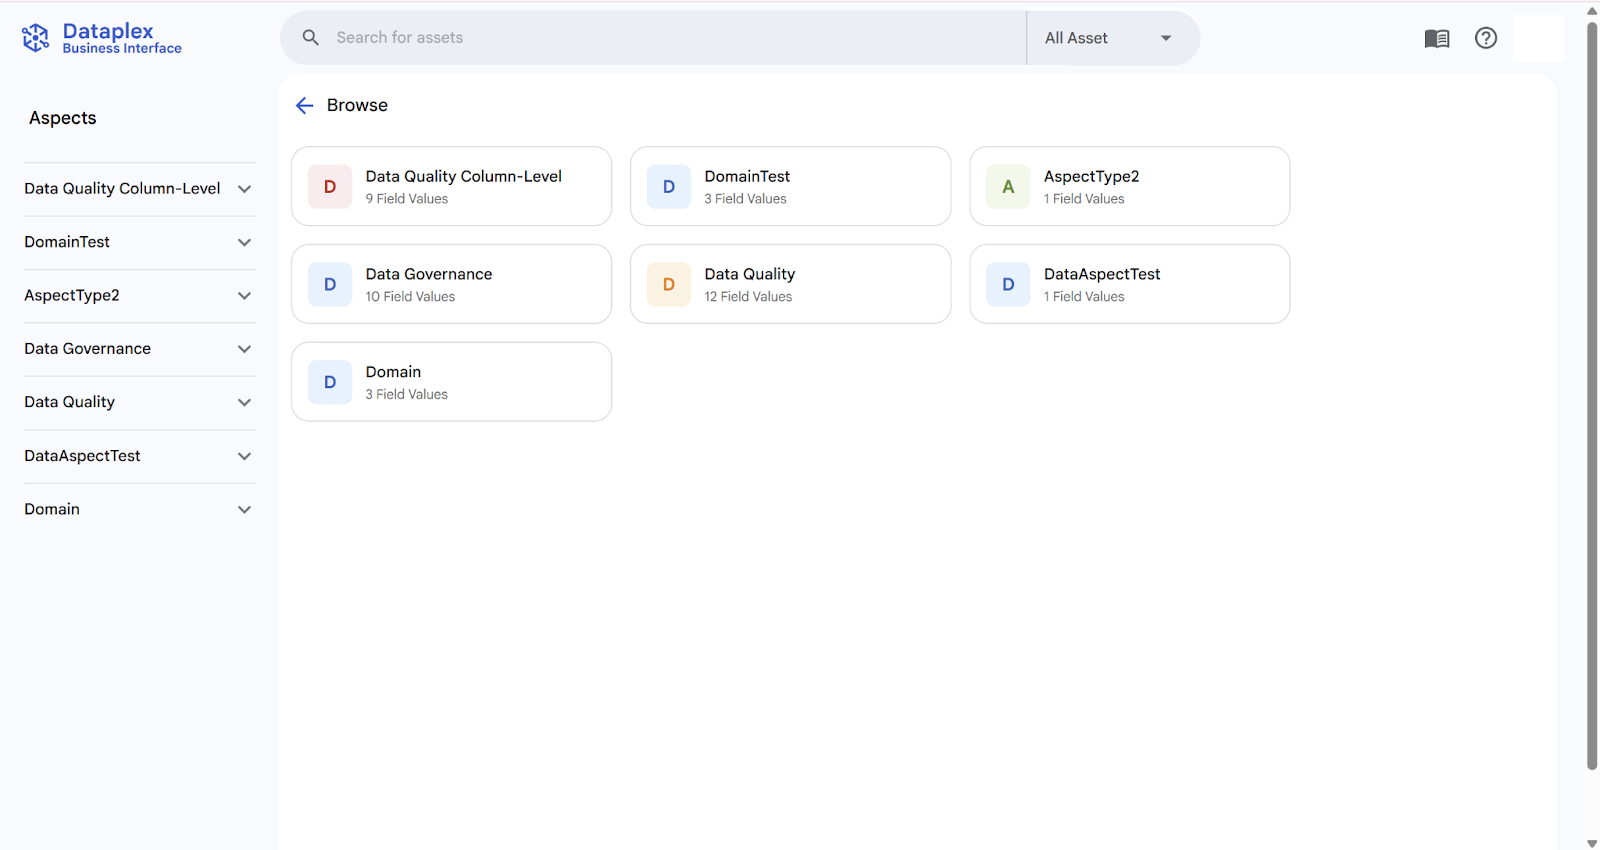 Dataplex
Business Interface
Search for assets
All Asset
Aspects
Data Quality Column-Level
DomainTest
AspectType2
Data Governance
Data Quality
DataAspectTest
Domain
Browse
D
Data Quality Column-Level
9 Field Values
D
DomainTest
3 Field Values
A
AspectType2
1 Field Values
D
Data Governance
10 Field Values
D
Data Quality
12 Field Values
D
DataAspectTest
1 Field Values
D
Domain
3 Field Values